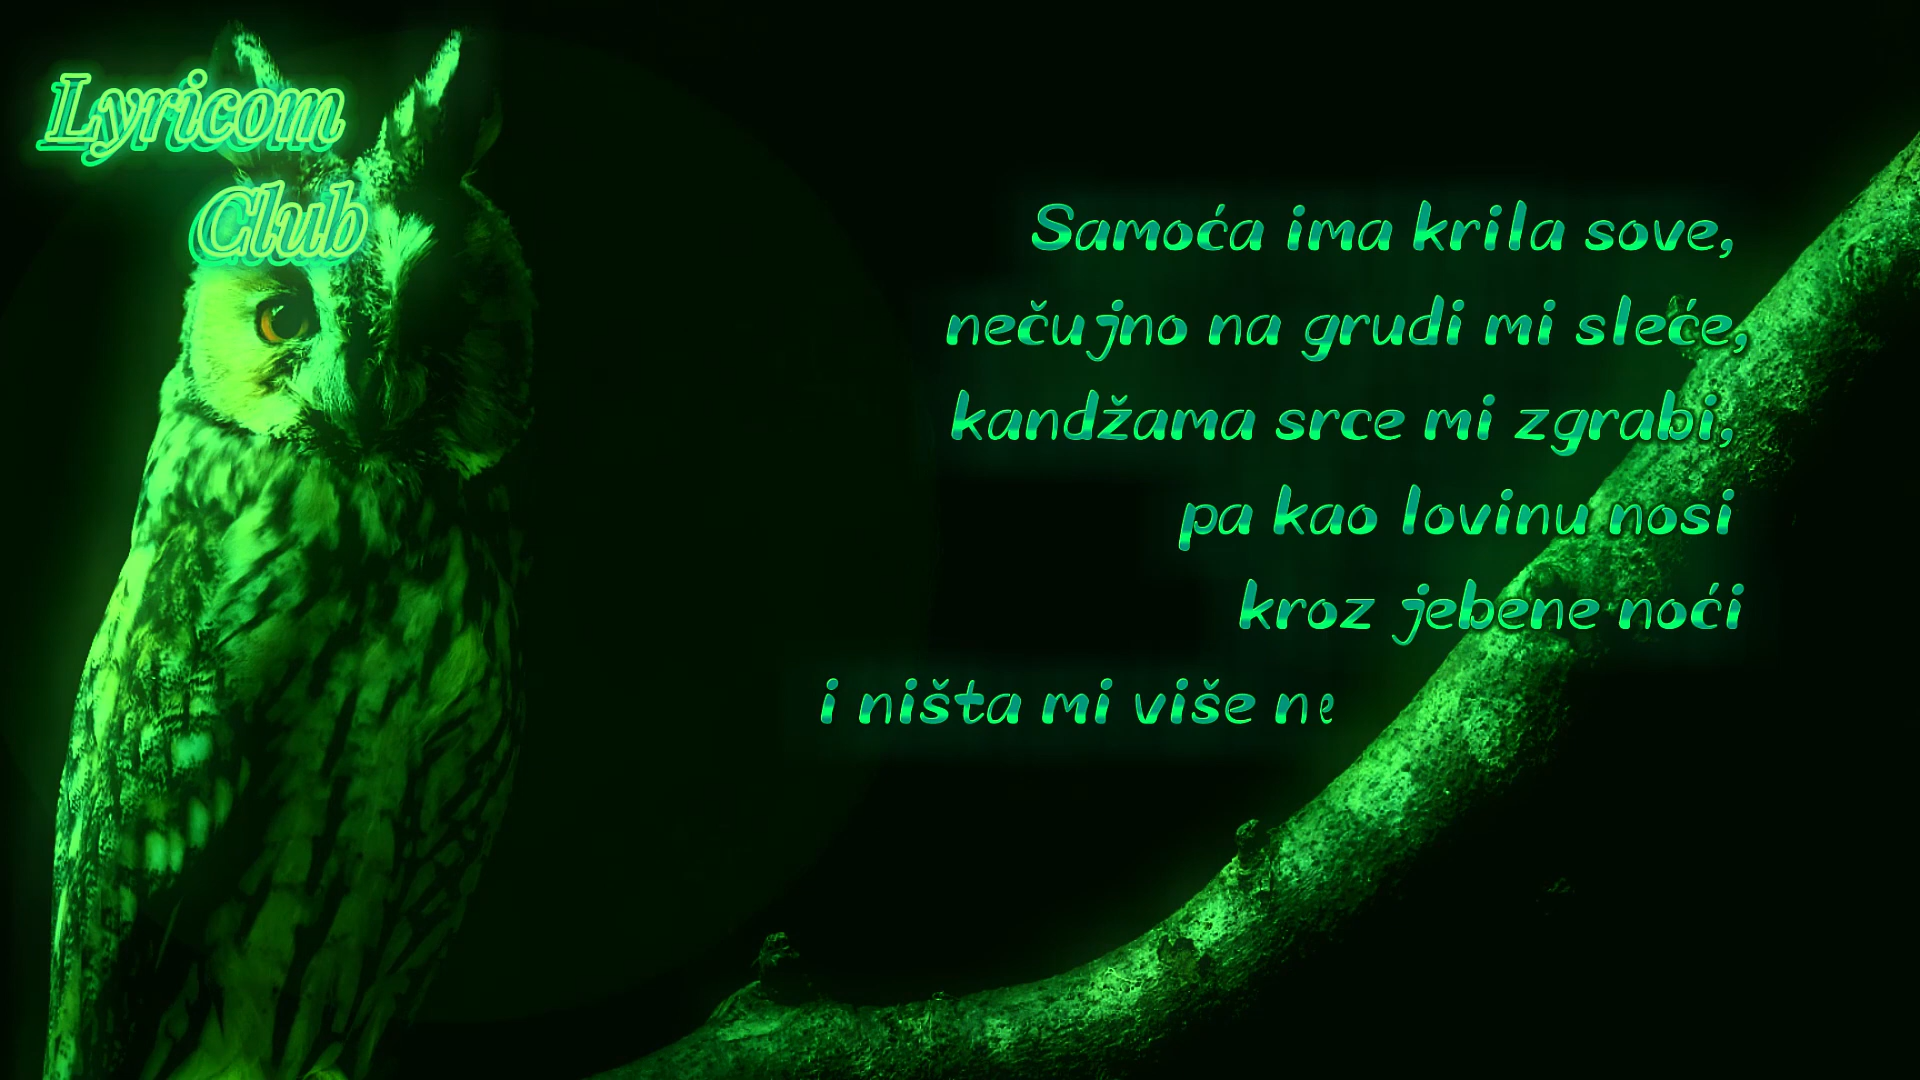 Lyricom
Club
Samoća ima krila sove,
nečujno na grudi mi sleće,
kandžama srce mi zgrabi,
pa kao lovinu nosi
kroz jebene noći
i ništa mi više ne